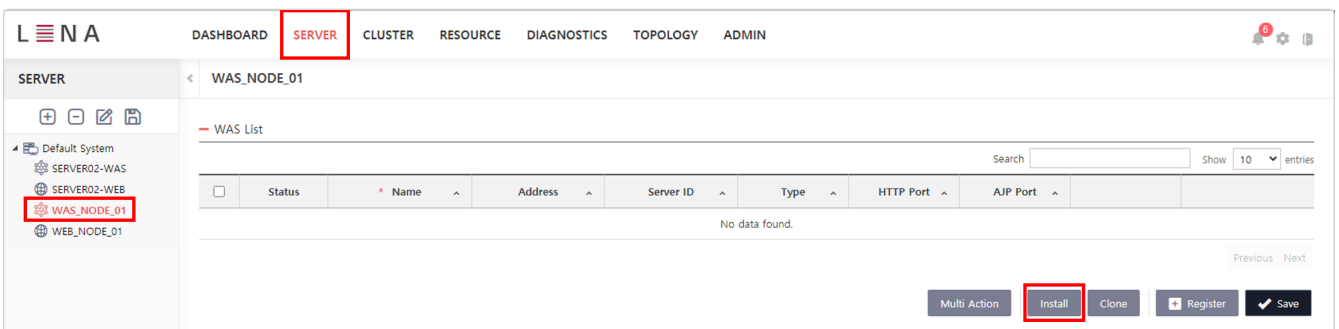 LENA
DASHBOARD SERVER CLUSTER RESOURCE DIAGNOSTICS TOPOLOGY ADMIN 6
SERVER
WAS_NODE_01
Default System
SERVER02-WAS
SERVER02-WEB
WAS_NODE_01
WEB_NODE_01
WAS List
Search Show 10 entries
Status * Name Address Server ID Type HTTP Port AJP Port
No data found.
Previous Next
Multi Action Install Clone Register Save